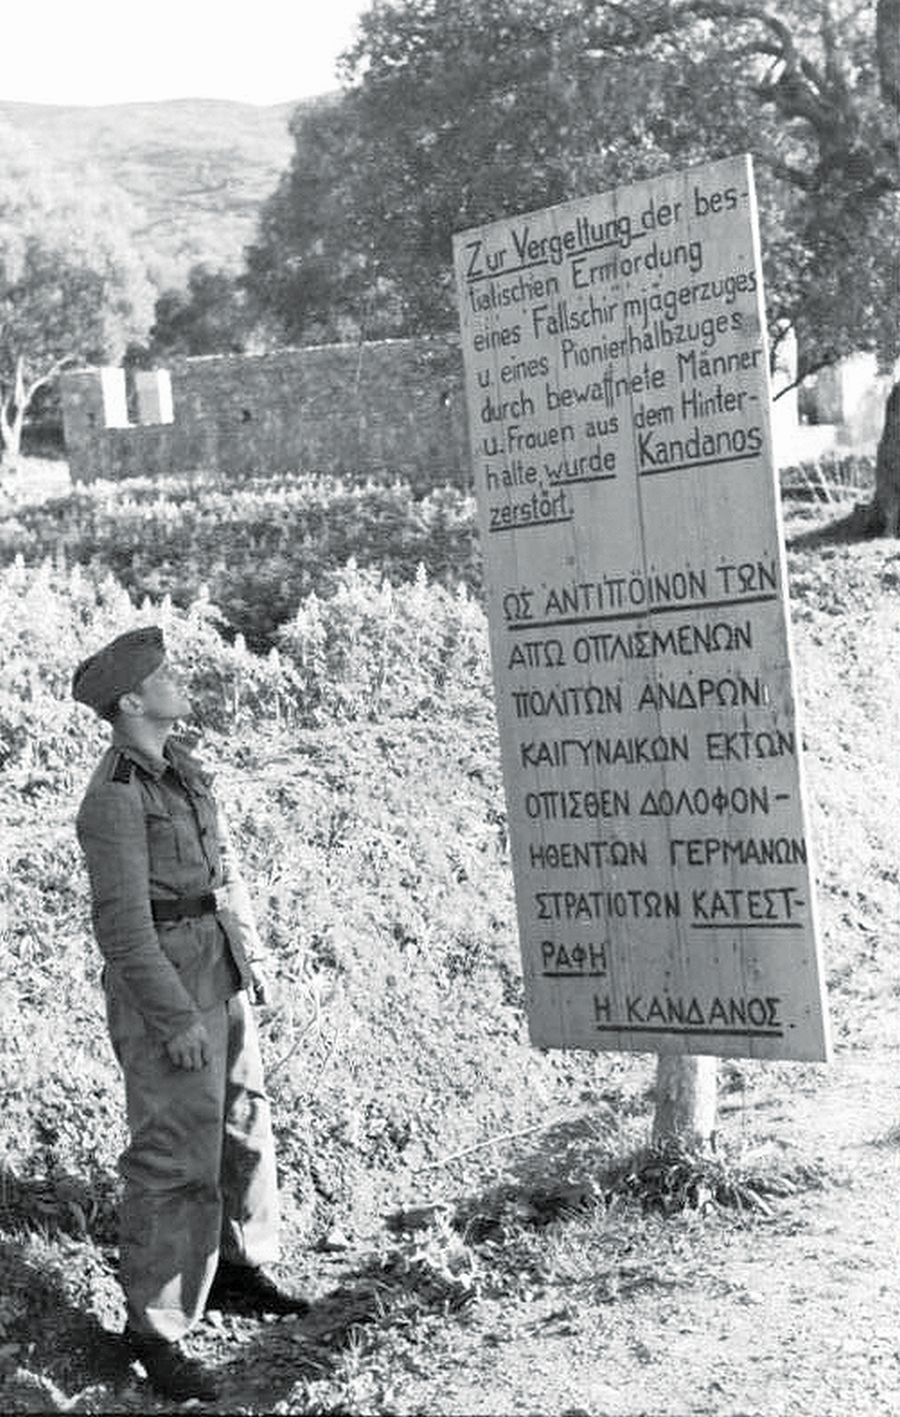 Zur Vergeltung der bes-
tialischen Ermordung
eines Fallschirmjägerzuges
u. eines Pionierhalbzuges
durch bewaffnete Männer
u. Frauen aus dem Hinter-
halte, wurde Kandanos
zerstört.
ΩΣ ΑΝΤΙΠΟΙΝΟΝ ΤΩΝ
ΑΠΩ ΟΠΛΙΣΜΕΝΩΝ
ΠΟΛΙΤΩΝ ΑΝΔΡΩΝ
ΚΑΙ ΓΥΝΑΙΚΩΝ ΕΚ ΤΩΝ
ΟΠΙΣΘΕΝ ΔΟΛΟΦΟΝ-
ΗΘΕΝΤΩΝ ΓΕΡΜΑΝΩΝ
ΣΤΡΑΤΙΟΤΩΝ ΚΑΤΕΣΤ-
ΡΑΦΗ
Η ΚΑΝΔΑΝΟΣ.